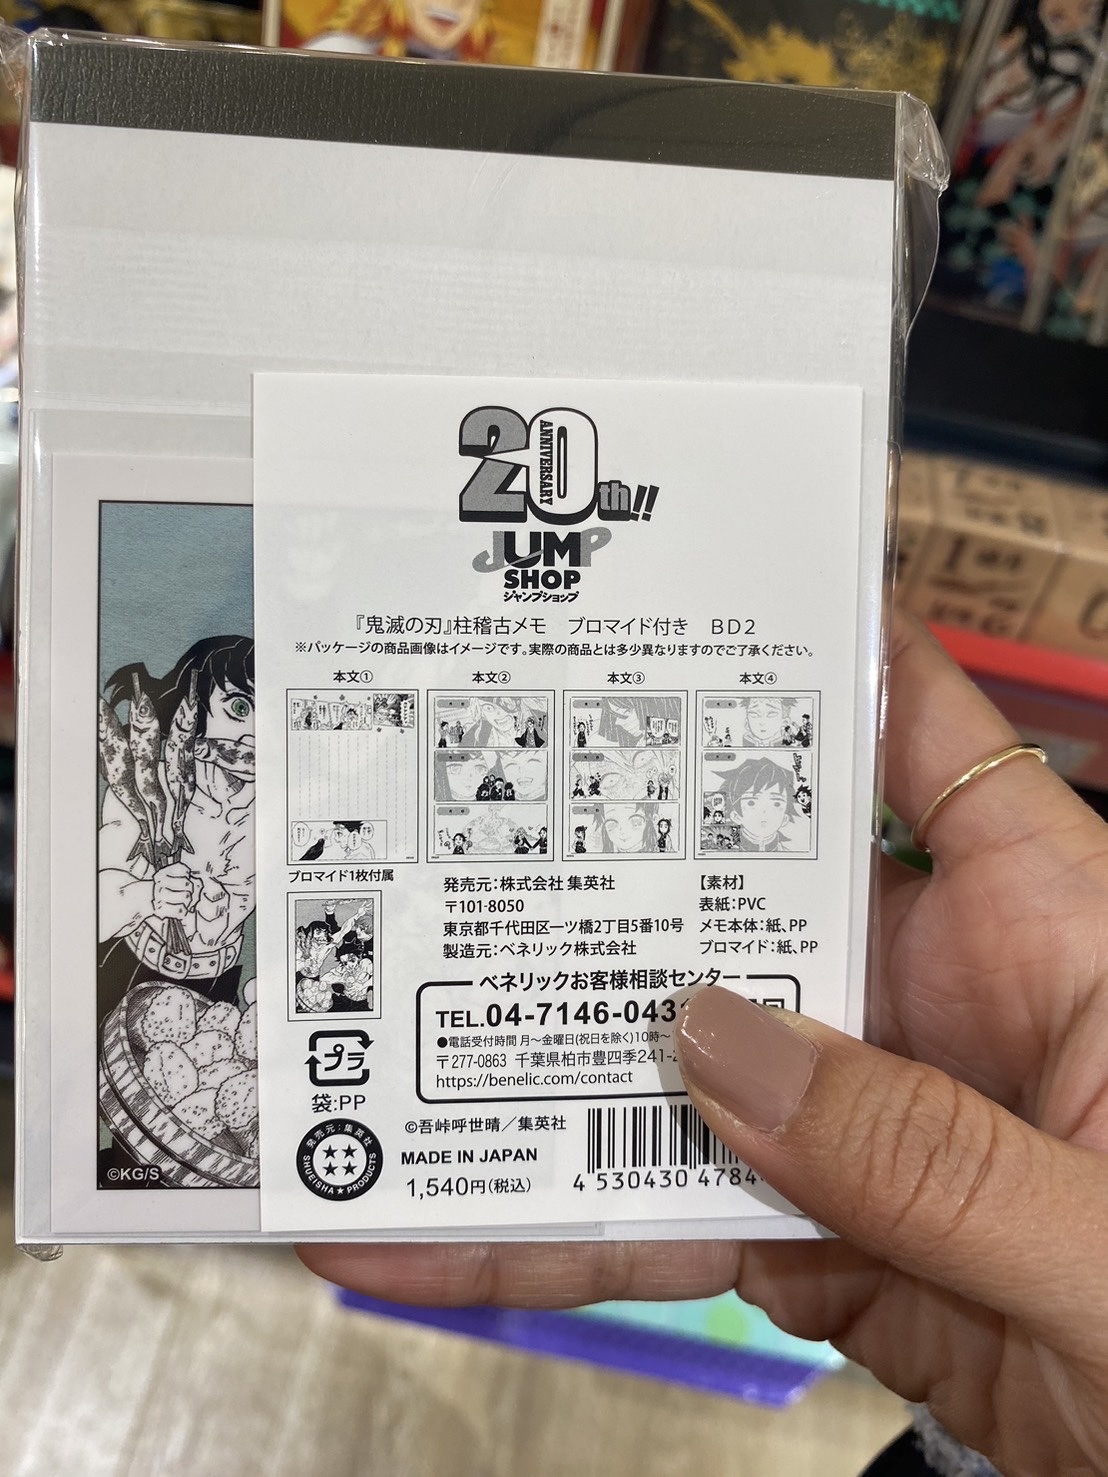 20th!!
ANNIVERSARY
JUMP
SHOP
ジャンプショップ
『鬼滅の刃』柱稽古メモ ブロマイド付き BD2
※パッケージの商品画像はイメージです。実際の商品とは多少異なりますのでご了承ください。
本文① 本文② 本文③ 本文④
ブロマイド1枚付属
発売元:株式会社 集英社
〒101-8050
東京都千代田区一ツ橋2丁目5番10号
製造元:ベネリック株式会社
【素材】
表紙:PVC
メモ本体:紙、PP
ブロマイド:紙、PP
ベネリックお客様相談センター
TEL.04-7146-043
●電話受付時間 月～金曜日(祝日を除く)10時～
〒277-0863 千葉県柏市豊四季241-
https://benelic.com/contact
プラ
袋:PP
©吾峠呼世晴／集英社
発売元:集英社
SHUEISHA★PRODUCTS
MADE IN JAPAN
1,540円(税込)
4 530430 4784
©KG/S